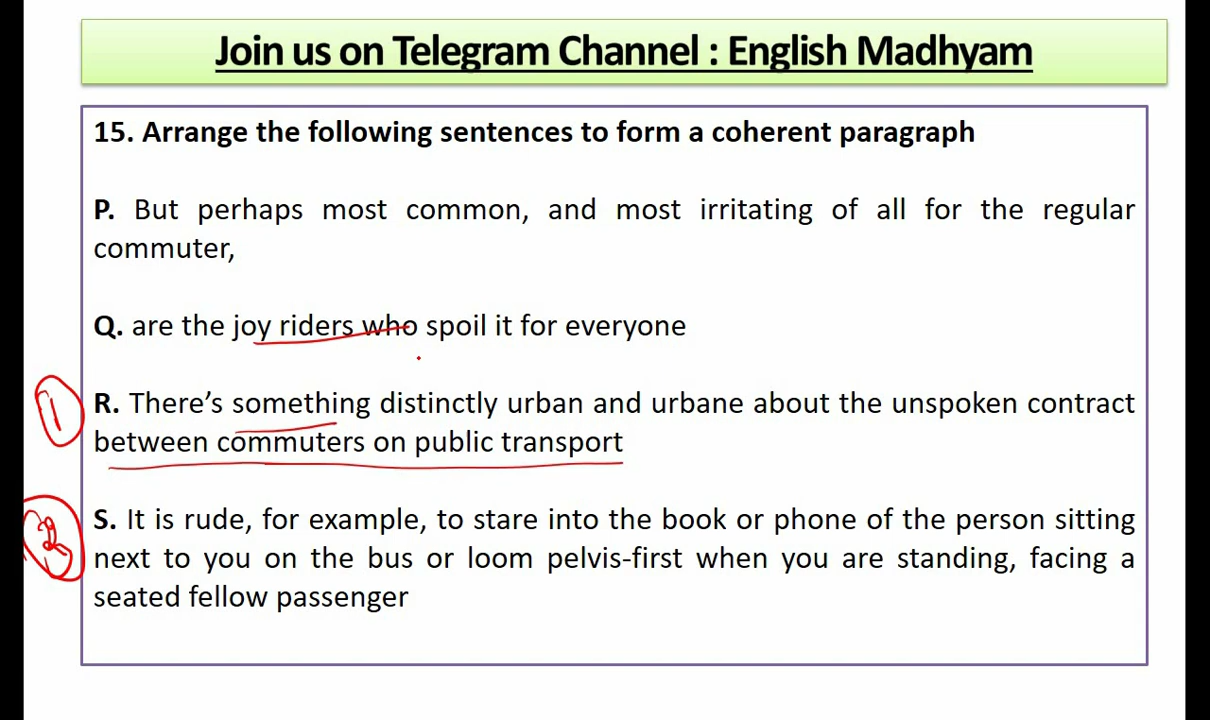 Join us on Telegram Channel : English Madhyam
15. Arrange the following sentences to form a coherent paragraph
P. But perhaps most common, and most irritating of all for the regular
commuter,
Q. are the joy riders who spoil it for everyone
1
R. There's something distinctly urban and urbane about the unspoken contract
between commuters on public transport
2
S. It is rude, for example, to stare into the book or phone of the person sitting
next to you on the bus or loom pelvis-first when you are standing, facing a
seated fellow passenger